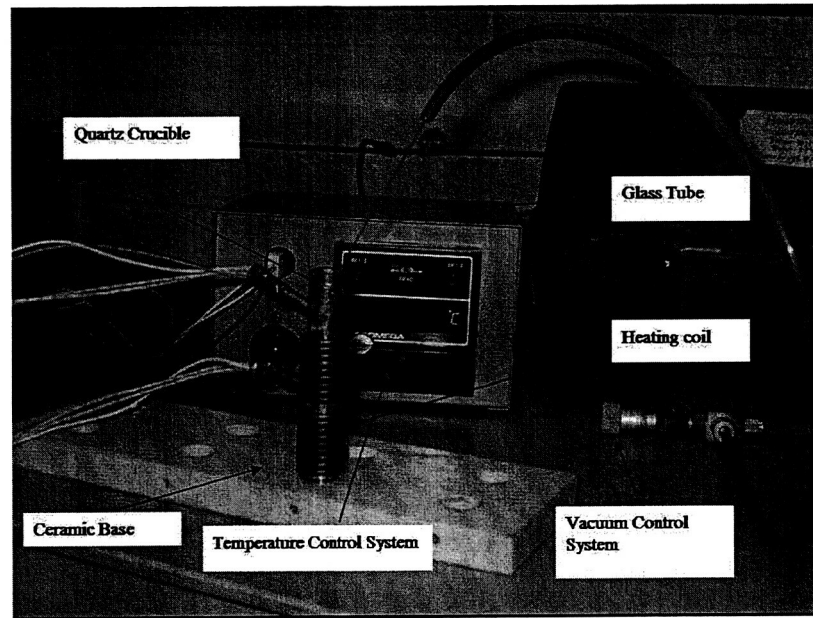 Quartz Crucible
Glass Tube
°C
OMEGA
Heating coil
Ceramic Base
Temperature Control System
Vacuum Control
System